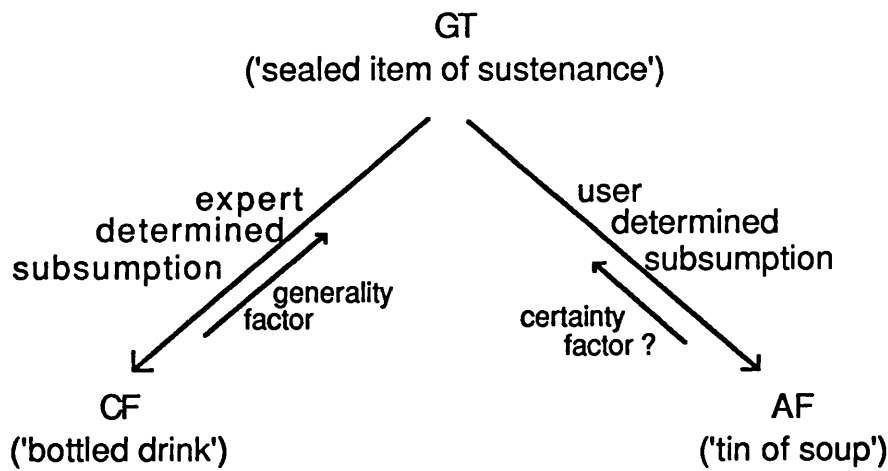 GT
('sealed item of sustenance')
expert
determined
subsumption
generality
factor
user
determined
subsumption
certainty
factor ?
CF
('bottled drink')
AF
('tin of soup')